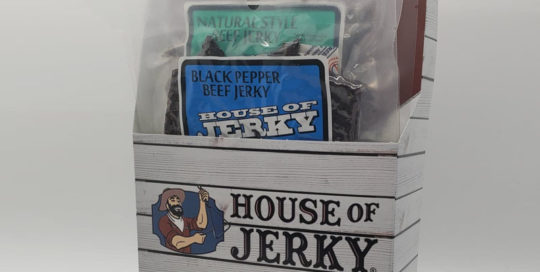 NATURAL STYLE
BEEF JERKY
BLACK PEPPER
BEEF JERKY
HOUSE OF
JERKY
HOUSE OF
JERKY